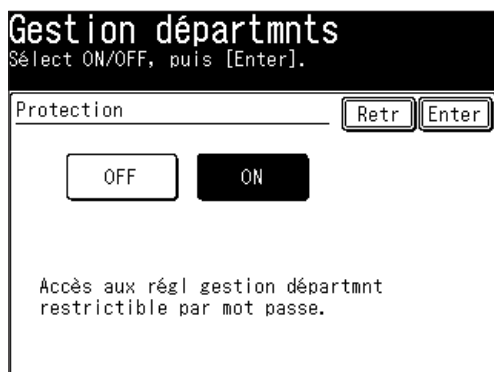 Gestion départmnts
Sélect ON/OFF, puis [Enter].
Protection
Retr Enter
OFF ON
Accès aux régl gestion départmnt
restrictible par mot passe.